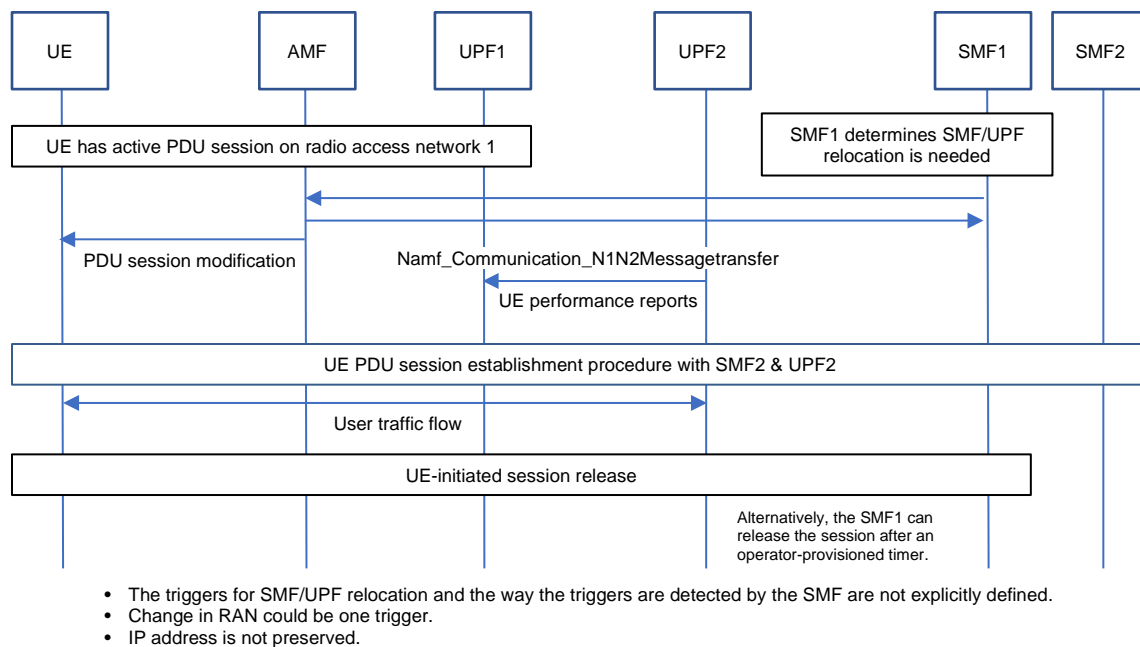 UE
AMF
UPF1
UPF2
SMF1
SMF2
UE has active PDU session on radio access network 1
SMF1 determines SMF/UPF
relocation is needed
PDU session modification
Namf_Communication_N1N2Messagetransfer
UE performance reports
UE PDU session establishment procedure with SMF2 & UPF2
User traffic flow
UE-initiated session release
Alternatively, the SMF1 can
release the session after an
operator-provisioned timer.
• The triggers for SMF/UPF relocation and the way the triggers are detected by the SMF are not explicitly defined.
• Change in RAN could be one trigger.
• IP address is not preserved.